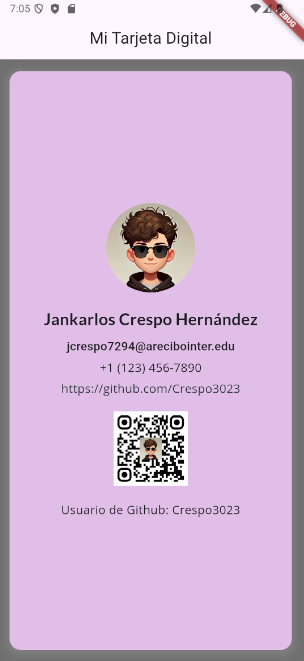 7:05
Mi Tarjeta Digital
Jankarlos Crespo Hernández
jcrespo7294@arecibointer.edu
+1 (123) 456-7890
https://github.com/Crespo3023
Usuario de Github: Crespo3023